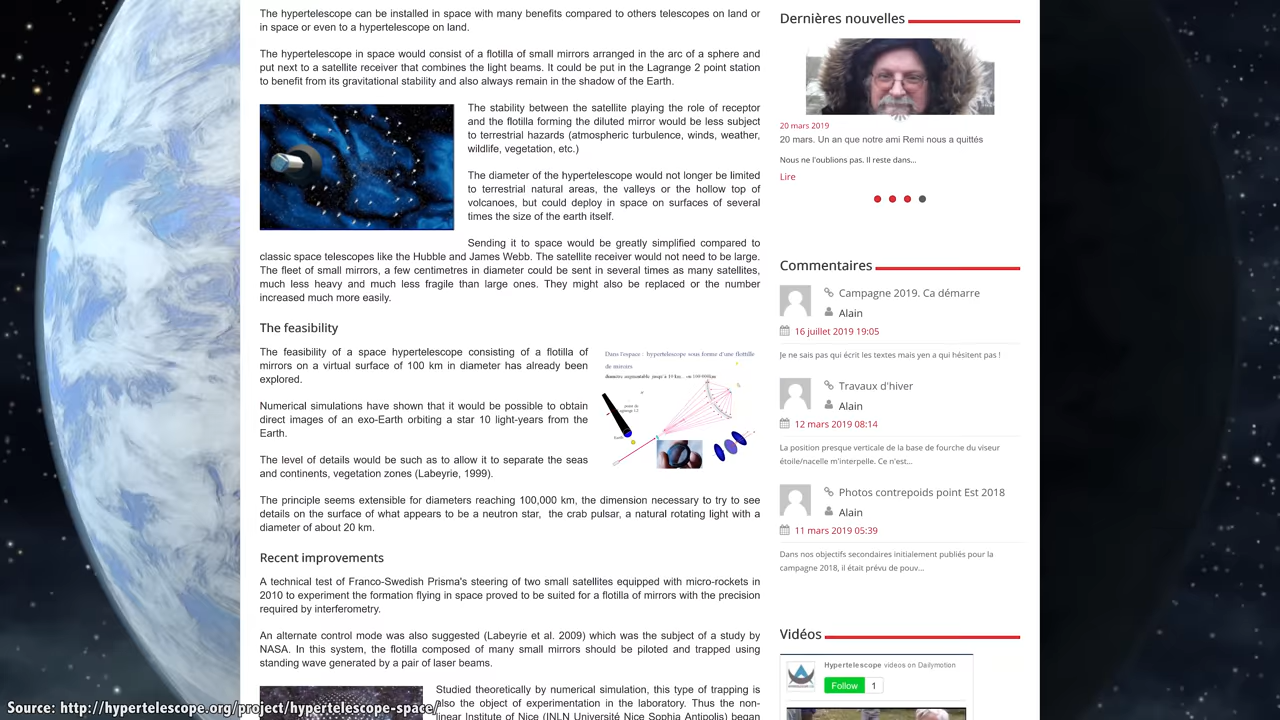 The hypertelescope can be installed in space with many benefits compared to others telescopes on land or
in space or even to a hypertelescope on land.
The hypertelescope in space would consist of a flotilla of small mirrors arranged in the arc of a sphere and
put next to a satellite receiver that combines the light beams. It could be put in the Lagrange 2 point station
to benefit from its gravitational stability and also always remain in the shadow of the Earth.
The stability between the satellite playing the role of receptor
and the flotilla forming the diluted mirror would be less subject
to terrestrial hazards (atmospheric turbulence, winds, weather,
wildlife, vegetation, etc.)
The diameter of the hypertelescope would not longer be limited
to terrestrial natural areas, the valleys or the hollow top of
volcanoes, but could deploy in space on surfaces of several
times the size of the earth itself.
Sending it to space would be greatly simplified compared to
classic space telescopes like the Hubble and James Webb. The satellite receiver would not need to be large.
The fleet of small mirrors, a few centimetres in diameter could be sent in several times as many satellites,
much less heavy and much less fragile than large ones. They might also be replaced or the number
increased much more easily.
The feasibility
The feasibility of a space hypertelescope consisting of a flotilla of
mirrors on a virtual surface of 100 km in diameter has already been
explored.
Numerical simulations have shown that it would be possible to obtain
direct images of an exo-Earth orbiting a star 10 light-years from the
Earth.
The level of details would be such as to allow it to separate the seas
and continents, vegetation zones (Labeyrie, 1999).
Dans l'espace : hypertelescope sous forme d'une flottille
de mirrors
The principle seems extensible for diameters reaching 100,000 km, the dimension necessary to try to see
details on the surface of what appears to be a neutron star, the crab pulsar, a natural rotating light with a
diameter of about 20 km.
Recent improvements
A technical test of Franco-Swedish Prisma's steering of two small satellites equipped with micro-rockets in
2010 to experiment the formation flying in space proved to be suited for a flotilla of mirrors with the precision
required by interferometry.
An alternate control mode was also suggested (Labeyrie et al. 2009) which was the subject of a study by
NASA. In this system, the flotilla composed of many small mirrors should be piloted and trapped using
standing wave generated by a pair of laser beams.
Studied theoretically by numerical simulation, this type of trapping is
also the object of experimentation in the laboratory. Thus the non-
linear Institute of Nice (INLN Université Nice Sophia Antipolis) began
Dernières nouvelles
20 mars 2019
20 mars. Un an que notre ami Remi nous a quittés
Nous ne l'oublions pas. Il reste dans...
Lire
Commentaires
Campagne 2019. Ca démarre
Alain
16 juillet 2019 19:05
Je ne sais pas qui écrit les textes mais yen a qui hésitent pas !
Travaux d'hiver
Alain
12 mars 2019 08:14
La position presque verticale de la base de fourche du viseur
étoile/nacelle m'interpelle. Ce n'est...
Photos contrepoids point Est 2018
Alain
11 mars 2019 05:39
Dans nos objectifs secondaires initialement publiés pour la
campagne 2018, il était prévu de pouv...
Vidéos
Hypertelescope videos on Dailymotion
Follow 1
Source: http://hypertelescope.org/project/hypertelescope-space/